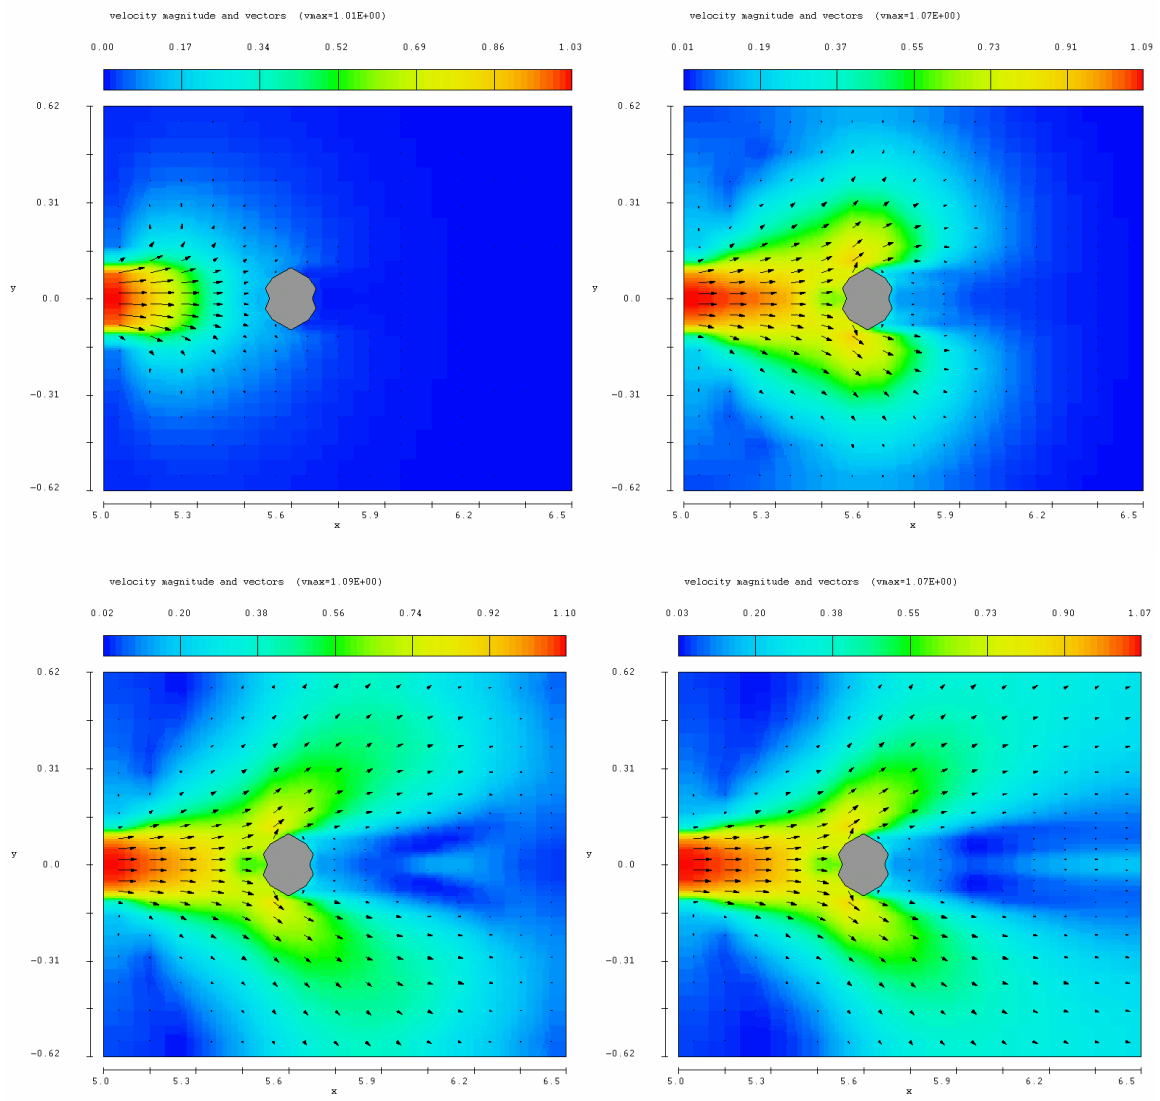 velocity magnitude and vectors (vmax=1.01E+00)
0.00 0.17 0.34 0.52 0.69 0.86 1.03
0.62
0.31
y
0.0
-0.31
-0.62
5.0 5.3 5.6 5.9 6.2 6.5
x
velocity magnitude and vectors (vmax=1.07E+00)
0.01 0.19 0.37 0.55 0.73 0.91 1.09
0.62
0.31
y
0.0
-0.31
-0.62
5.0 5.3 5.6 5.9 6.2 6.5
x
velocity magnitude and vectors (vmax=1.09E+00)
0.02 0.20 0.38 0.56 0.74 0.92 1.10
0.62
0.31
y
0.0
-0.31
-0.62
5.0 5.3 5.6 5.9 6.2 6.5
x
velocity magnitude and vectors (vmax=1.07E+00)
0.03 0.20 0.38 0.55 0.73 0.90 1.07
0.62
0.31
y
0.0
-0.31
-0.62
5.0 5.3 5.6 5.9 6.2 6.5
x